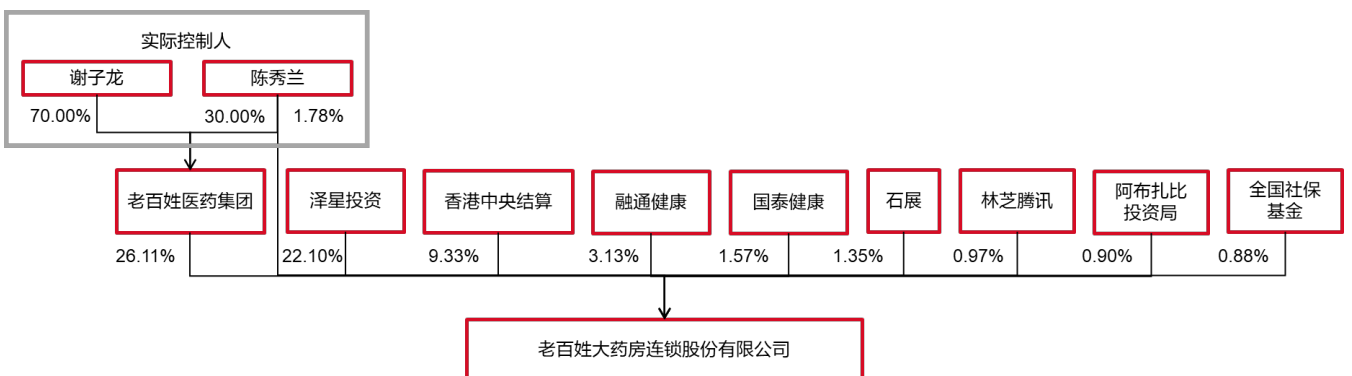 实际控制人
谢子龙
陈秀兰
70.00%
30.00%
1.78%
老百姓医药集团
泽星投资
香港中央结算
融通健康
国泰健康
石展
林芝腾讯
阿布扎比
投资局
全国社保
基金
26.11%
22.10%
9.33%
3.13%
1.57%
1.35%
0.97%
0.90%
0.88%
老百姓大药房连锁股份有限公司